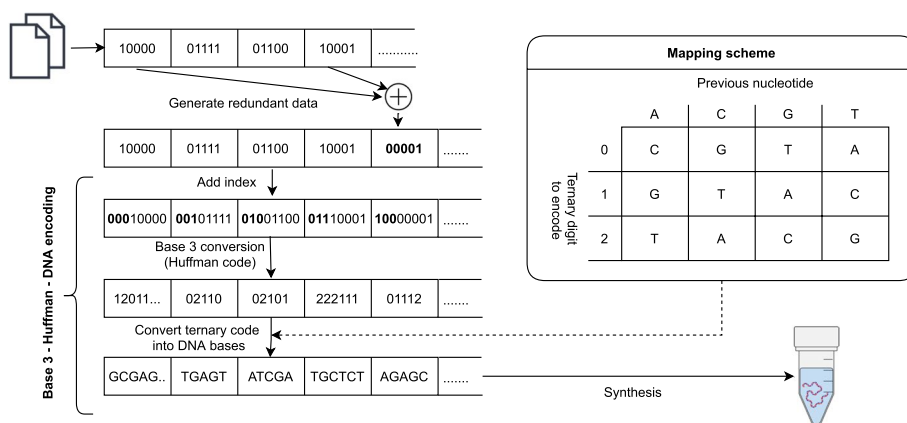 10000 01111 01100 10001 ...........
Generate redundant data
10000 01111 01100 10001 00001 .......
Add index
00010000 00101111 01001100 01110001 10000001 .......
Base 3 conversion
(Huffman code)
12011... 02110 02101 222111 01112 .......
Convert ternary code
into DNA bases
GCGAG.. TGAGT ATCGA TGCTCT AGAGC .......
Base 3 - Huffman - DNA encoding
Synthesis
Mapping scheme
Previous nucleotide
A C G T
Ternary digit
to encode
0 C G T A
1 G T A C
2 T A C G